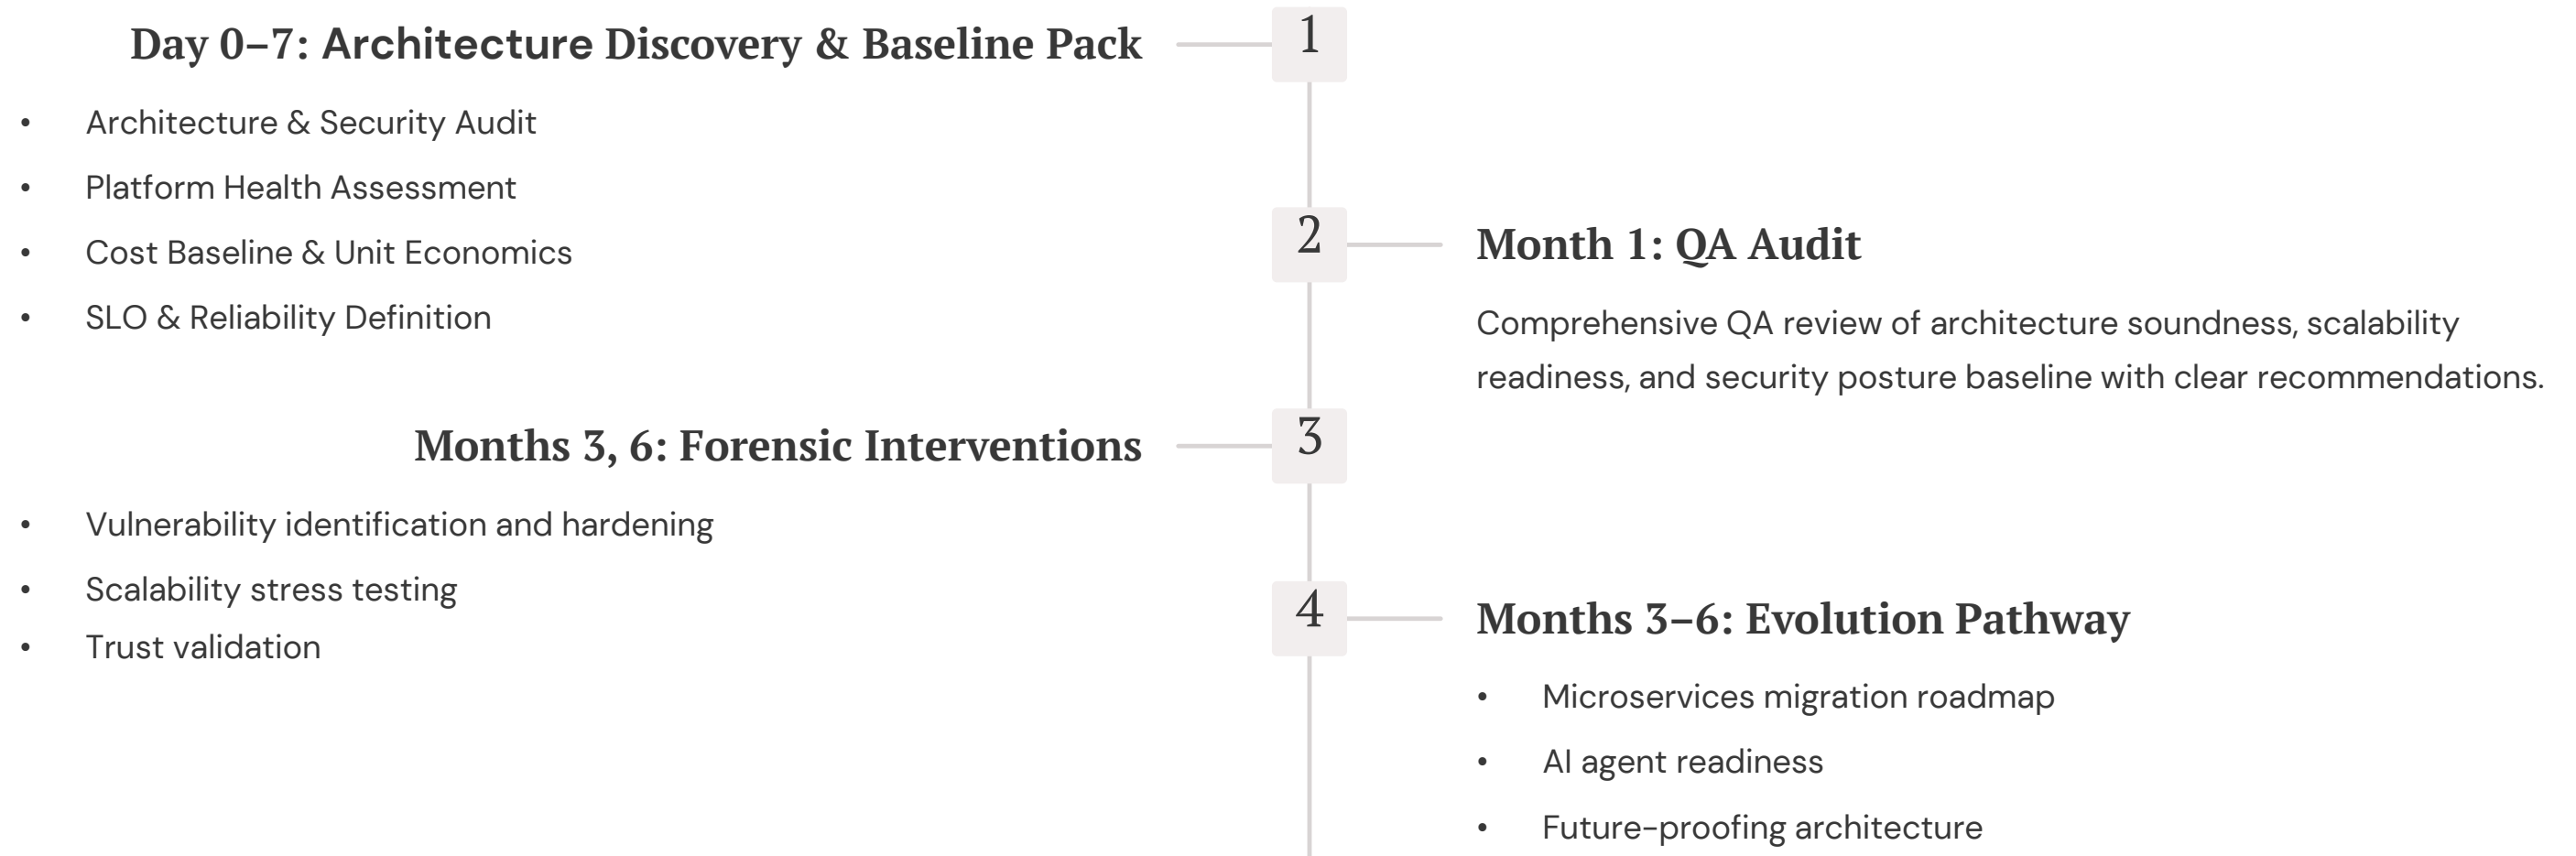 Day 0–7: Architecture Discovery & Baseline Pack
1
• Architecture & Security Audit
• Platform Health Assessment
• Cost Baseline & Unit Economics
• SLO & Reliability Definition
2
Month 1: QA Audit
Comprehensive QA review of architecture soundness, scalability
readiness, and security posture baseline with clear recommendations.
Months 3, 6: Forensic Interventions
3
• Vulnerability identification and hardening
• Scalability stress testing
• Trust validation
4
Months 3–6: Evolution Pathway
• Microservices migration roadmap
• AI agent readiness
• Future-proofing architecture